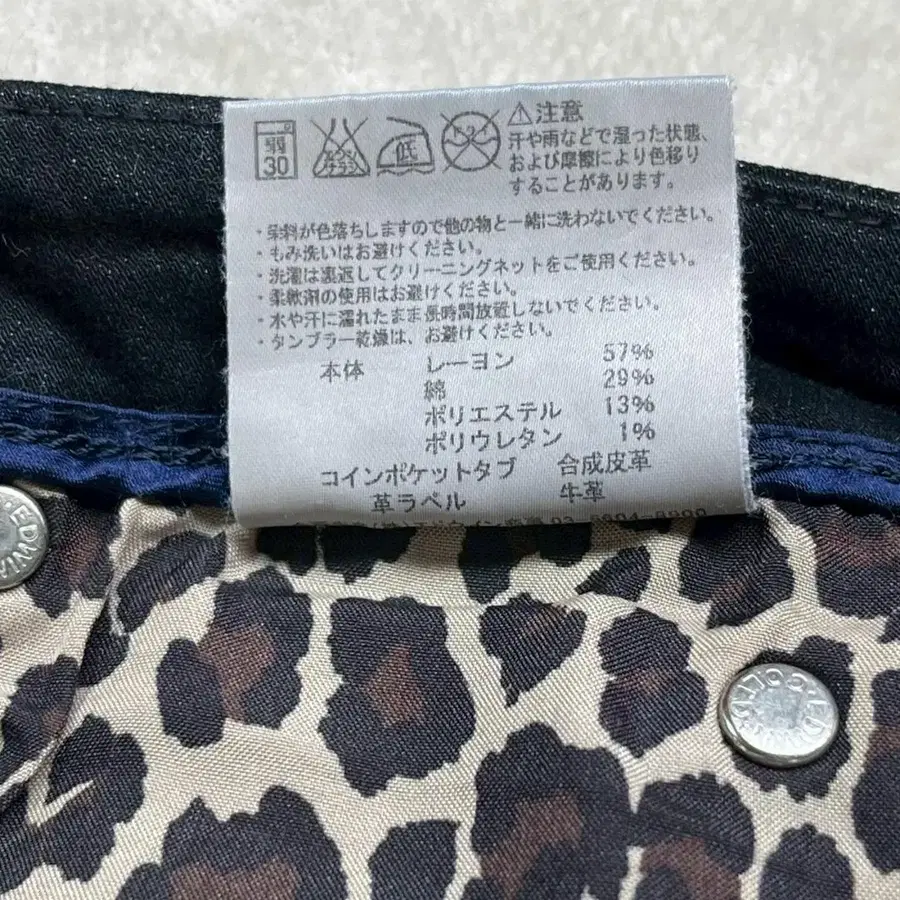 弱
30
エンソ
サラシ
低
⚠注意
汗や雨などで湿った状態、
および摩擦により色移り
することがあります。
・染料が色落ちしますので他の物と一緒に洗わないでください。
・もみ洗いはお避けください。
・洗濯は裏返してクリーニングネットをご使用ください。
・柔軟剤の使用はお避けください。
・水や汗に濡れたまま長時間放置しないでください。
・タンブラー乾燥は、お避けください。
本体 レーヨン 57%
綿 29%
ポリエステル 13%
ポリウレタン 1%
コインポケットタブ 合成皮革
革ラベル 牛革
EDWIN